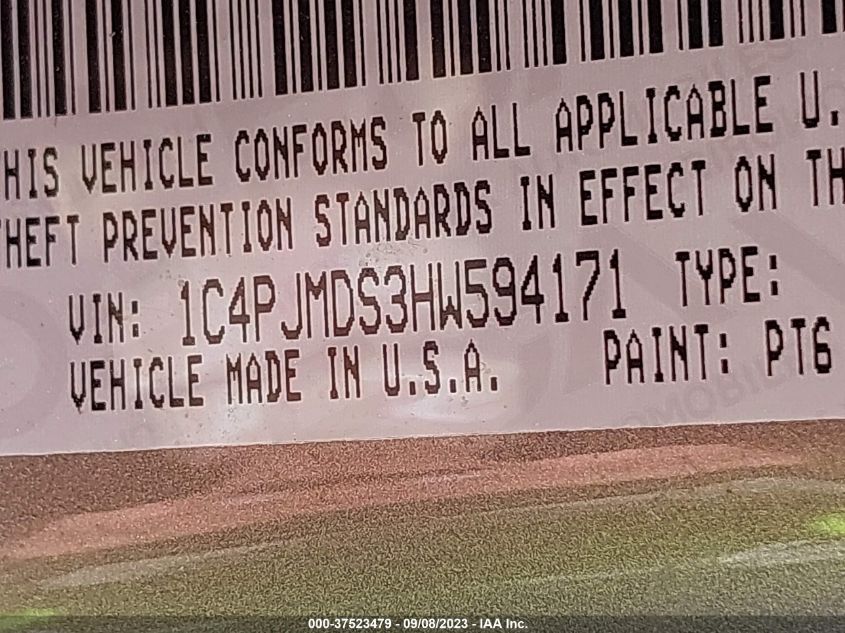 HIS VEHICLE CONFORMS TO ALL APPLICABLE U.
HEFT PREVENTION STANDARDS IN EFFECT ON TH
VIN: 1C4PJMDS3HW594171 TYPE:
VEHICLE MADE IN U.S.A. PAINT: PT6
000-37523479 - 09/08/2023 - IAA Inc.